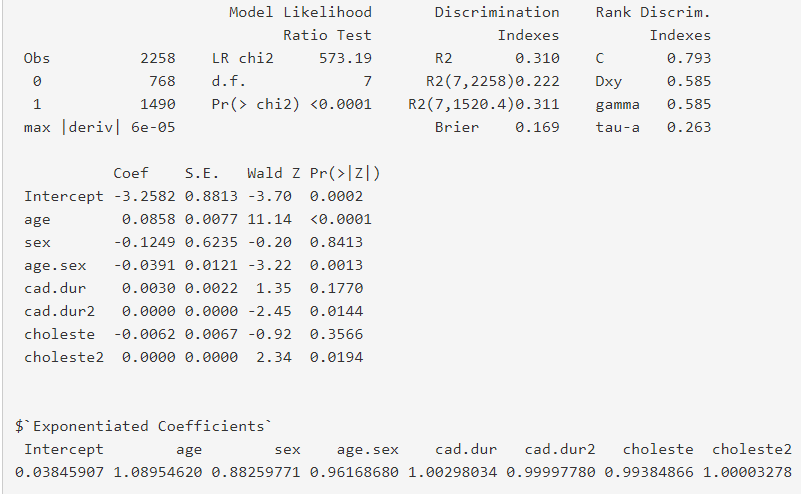 Model Likelihood Discrimination Rank Discrim.
Ratio Test Indexes Indexes
Obs 2258 LR chi2 573.19 R2 0.310 C 0.793
0 768 d.f. 7 R2(7,2258)0.222 Dxy 0.585
1 1490 Pr(> chi2) <0.0001 R2(7,1520.4)0.311 gamma 0.585
max |deriv| 6e-05 Brier 0.169 tau-a 0.263
Coef S.E. Wald Z Pr(>|Z|)
Intercept -3.2582 0.8813 -3.70 0.0002
age 0.0858 0.0077 11.14 <0.0001
sex -0.1249 0.6235 -0.20 0.8413
age.sex -0.0391 0.0121 -3.22 0.0013
cad.dur 0.0030 0.0022 1.35 0.1770
cad.dur2 0.0000 0.0000 -2.45 0.0144
choleste -0.0062 0.0067 -0.92 0.3566
choleste2 0.0000 0.0000 2.34 0.0194
$`Exponentiated Coefficients`
Intercept age sex age.sex cad.dur cad.dur2 choleste choleste2
0.03845907 1.08954620 0.88259771 0.96168680 1.00298034 0.99997780 0.99384866 1.00003278